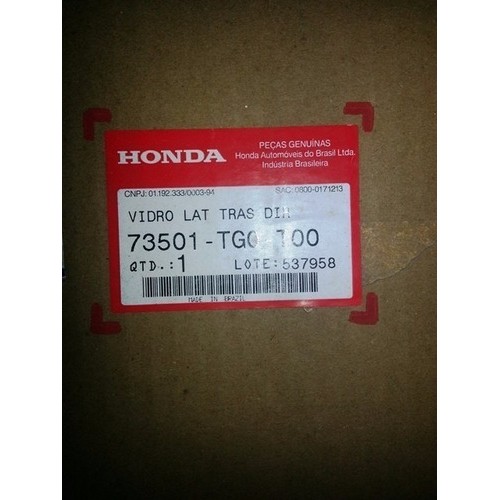 HONDA
PEÇAS GENUÍNAS
Honda Automóveis do Brasil Ltda.
Indústria Brasileira
CNPJ: 01.192.333/0003-94
SAC: 0800-0171213
VIDRO LAT TRAS DIR
73501-TG0-T00
QTD.:1
LOTE:537958
MADE IN BRAZIL